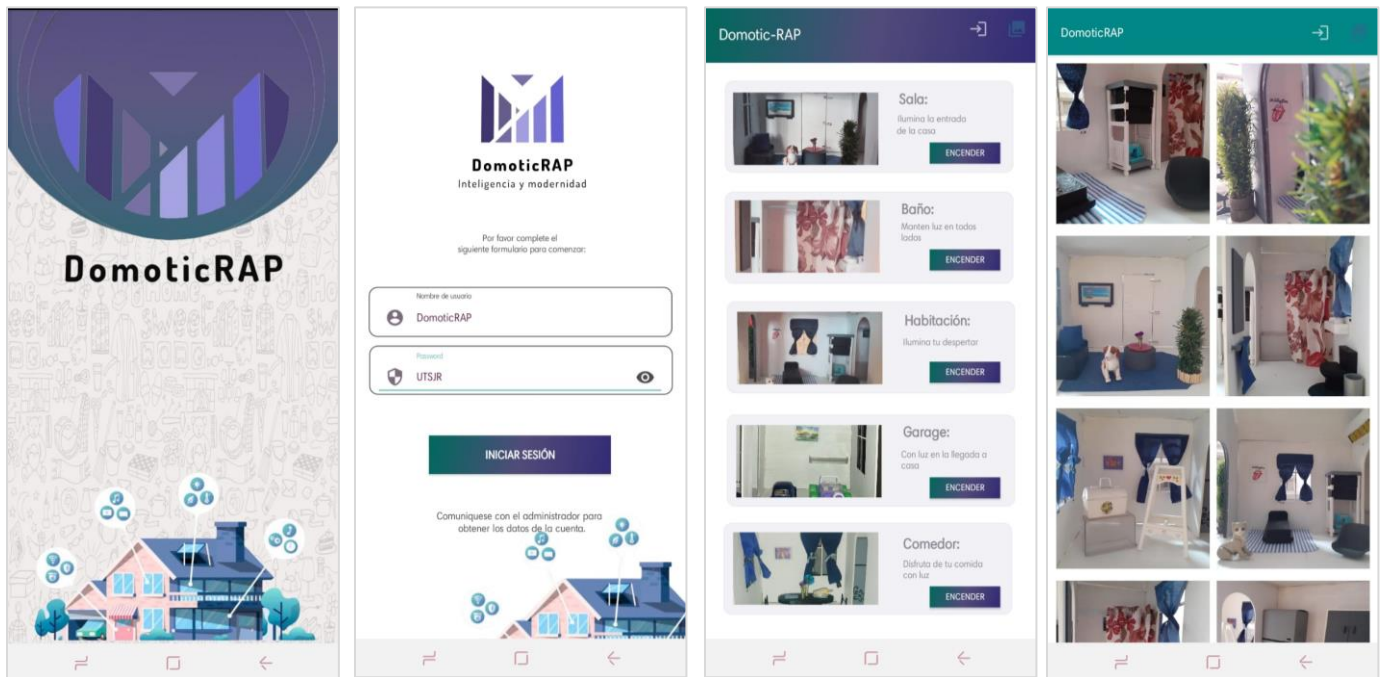 DomoticRAP
DomoticRAP
Inteligencia y modernidad
Por favor complete el
siguiente formulario para comenzar:
Nombre de usuario
DomoticRAP
Password
UTSJR
INICIAR SESIÓN
Comuniquese con el administrador para
obtener los datos de la cuenta.
Domotic-RAP
Sala:
Ilumina la entrada
de la casa
ENCENDER
Baño:
Manten luz en todos
lados
ENCENDER
Habitación:
Ilumina tu despertar
ENCENDER
Garage:
Con luz en la llegada a
casa
ENCENDER
Comedor:
Disfruta de tu comida
con luz
ENCENDER
DomoticRAP